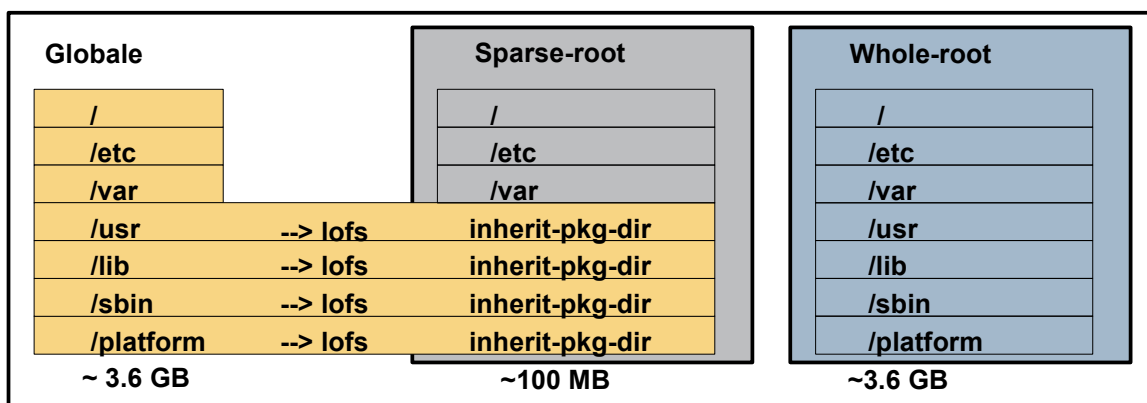 Globale Sparse-root Whole-root
/ / /
/etc /etc /etc
/var /var /var
/usr --> lofs inherit-pkg-dir /usr
/lib --> lofs inherit-pkg-dir /lib
/sbin --> lofs inherit-pkg-dir /sbin
/platform --> lofs inherit-pkg-dir /platform
~ 3.6 GB ~100 MB ~3.6 GB